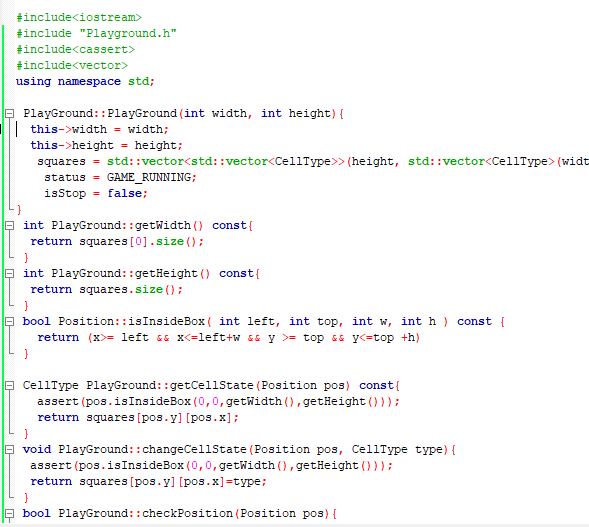 #include<iostream>
#include "Playground.h"
#include<cassert>
#include<vector>
using namespace std;
PlayGround::PlayGround(int width, int height){
this->width = width;
this->height = height;
squares = std::vector<std::vector<CellType>>(height, std::vector<CellType>(widt
status = GAME_RUNNING;
isStop = false;
}
int PlayGround::getWidth() const{
return squares[0].size();
}
int PlayGround::getHeight() const{
return squares.size();
}
bool Position::isInsideBox( int left, int top, int w, int h ) const {
return (x>= left && x<=left+w && y >= top && y<=top +h)
}
CellType PlayGround::getCellState(Position pos) const{
assert(pos.isInsideBox(0,0,getWidth(),getHeight()));
return squares[pos.y][pos.x];
}
void PlayGround::changeCellState(Position pos, CellType type){
assert(pos.isInsideBox(0,0,getWidth(),getHeight()));
return squares[pos.y][pos.x]=type;
}
bool PlayGround::checkPosition(Position pos){